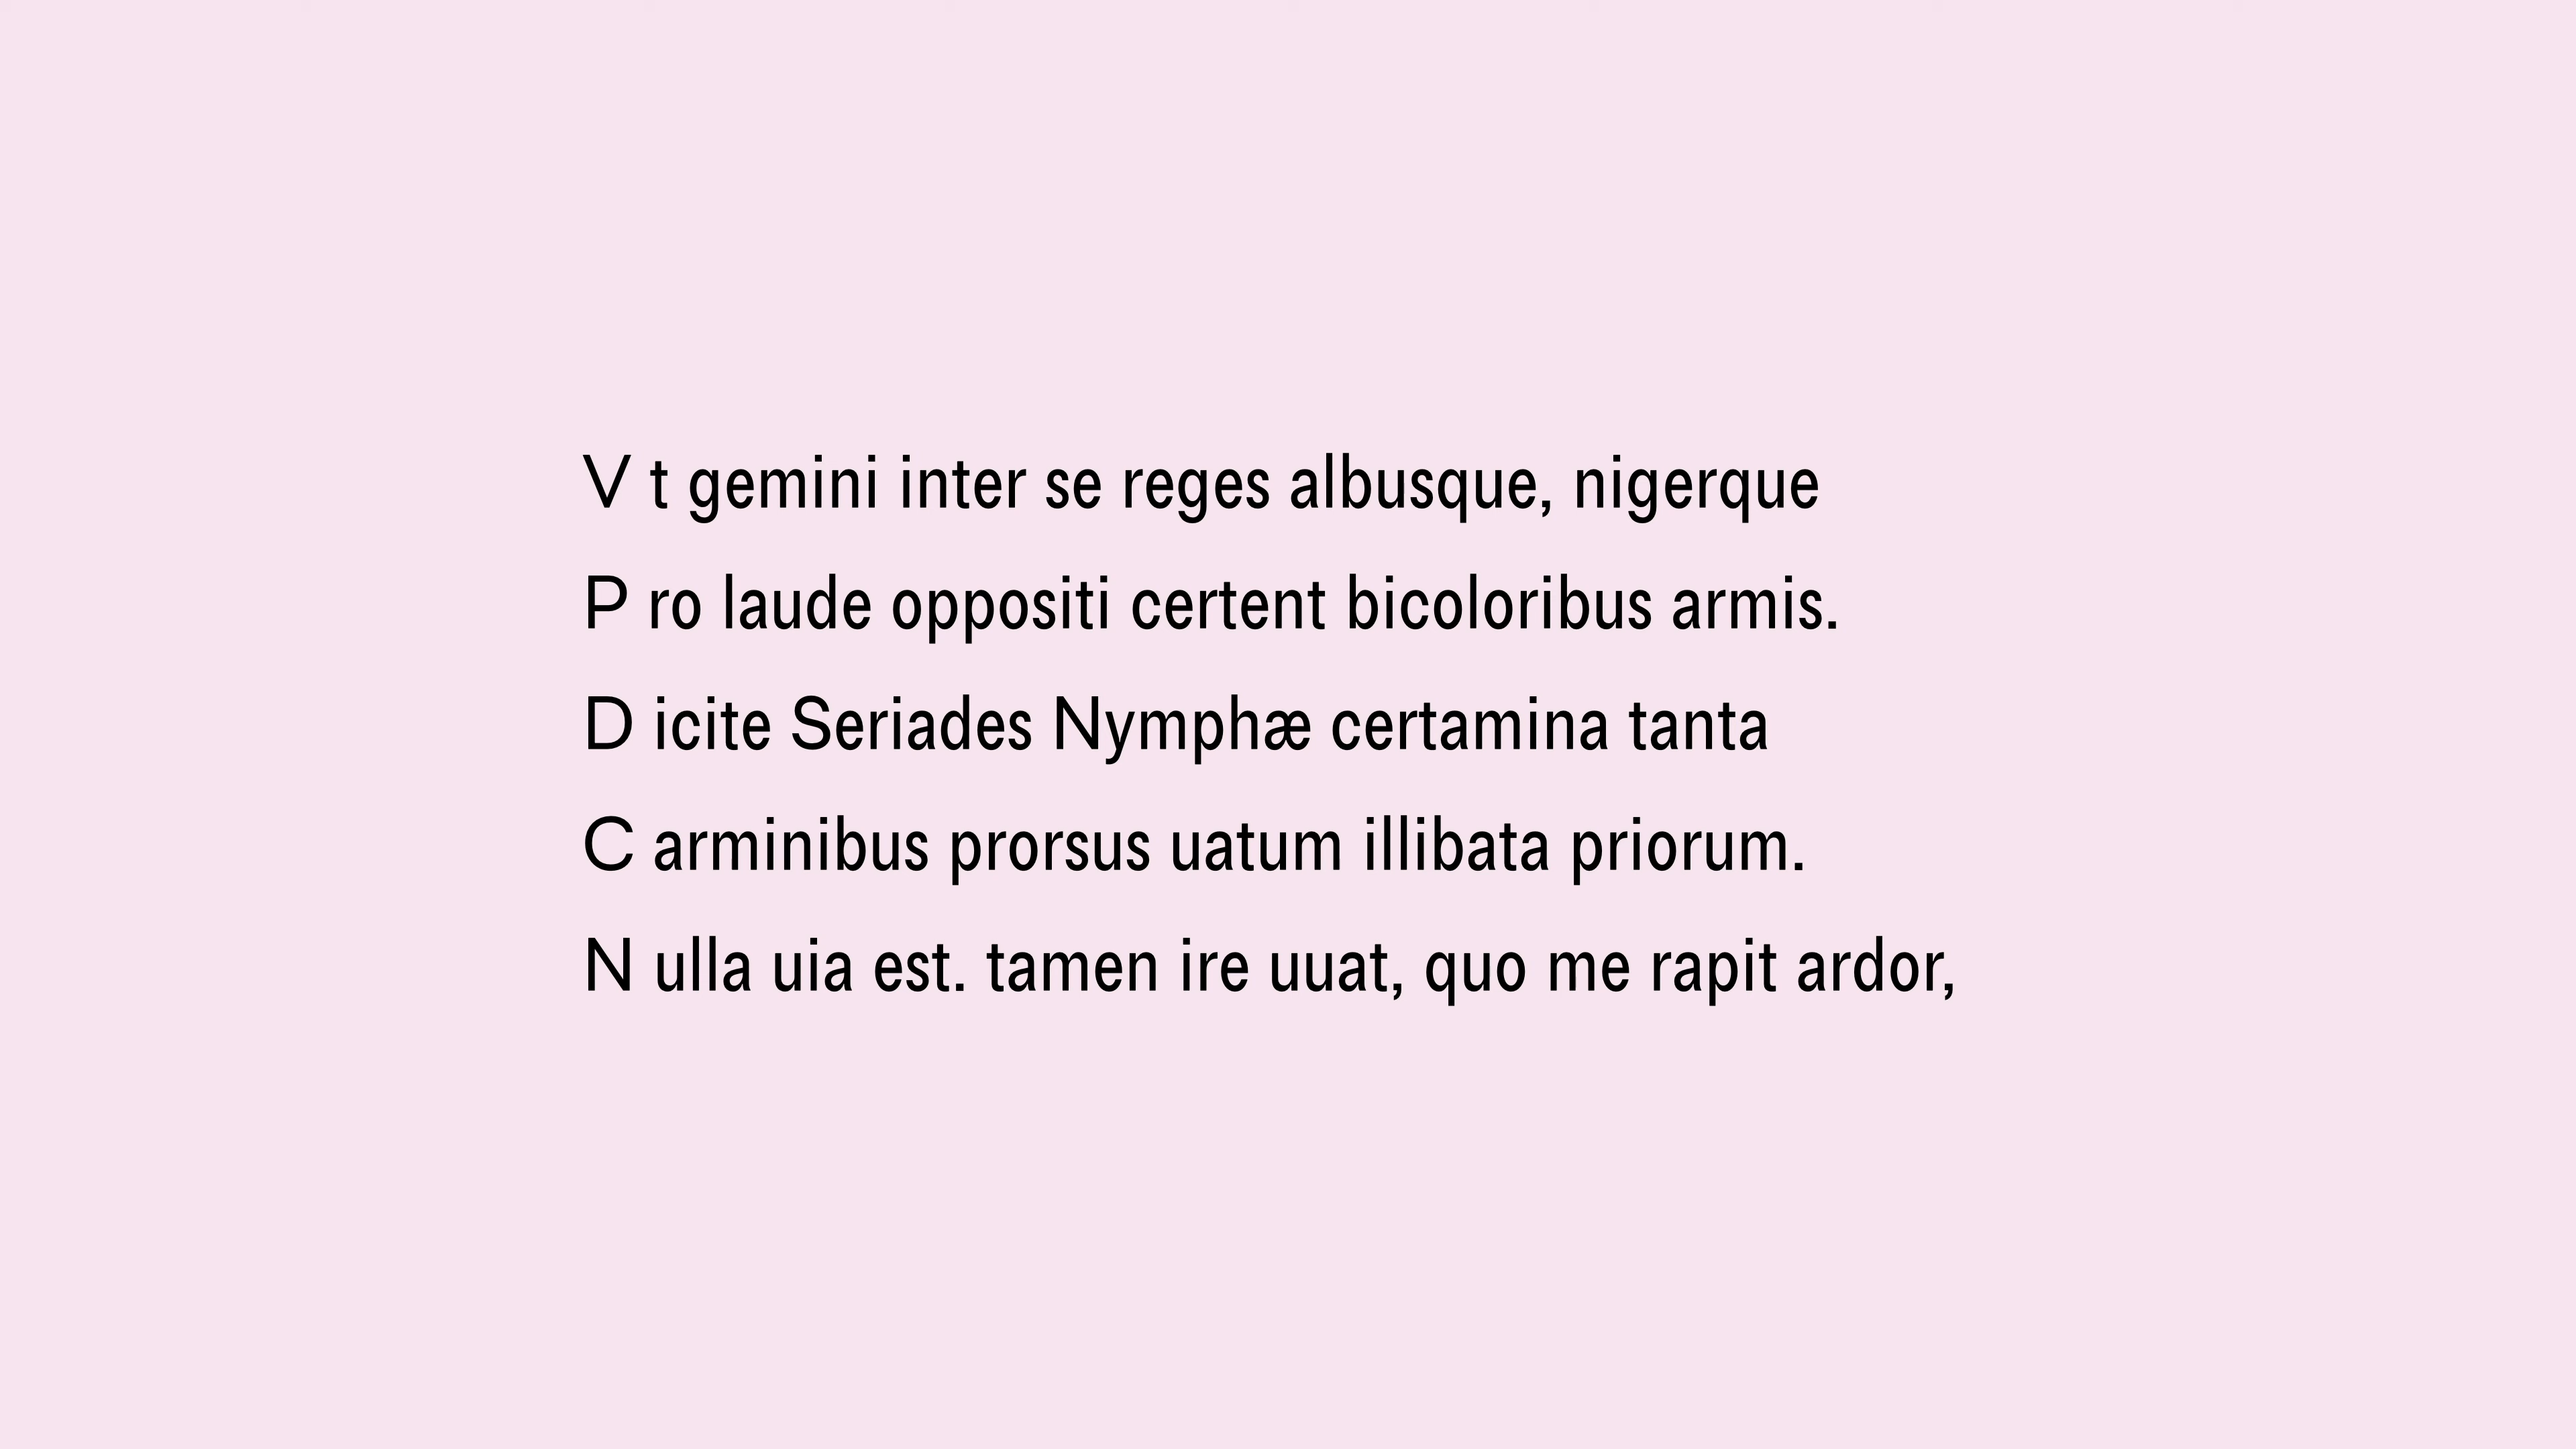 V t gemini inter se reges albusque, nigerque
P ro laude oppositi certent bicoloribus armis.
D icite Seriades Nymphæ certamina tanta
C arminibus prorsus uatum illibata priorum.
N ulla uia est. tamen ire uuat, quo me rapit ardor,